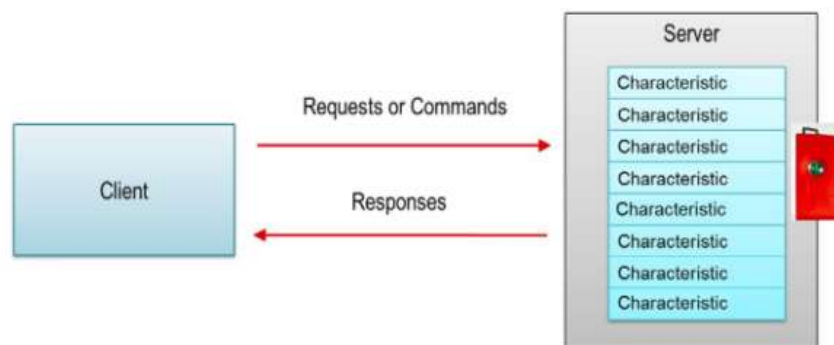 Server
Characteristic
Characteristic
Requests or Commands
Characteristic
Characteristic
Client
Responses
Characteristic
Characteristic
Characteristic
Characteristic